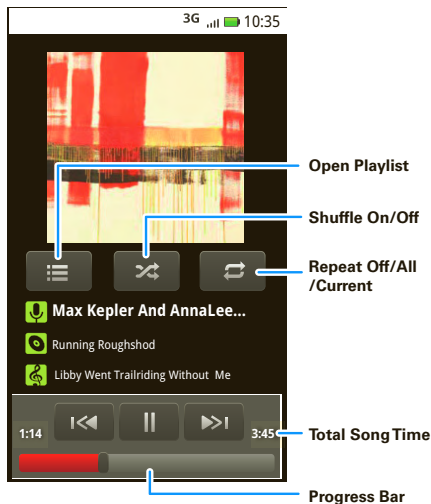 3G 10:35
Open Playlist
Shuffle On/Off
Repeat Off/All
/Current
Max Kepler And AnnaLee...
Running Roughshod
Libby Went Trailriding Without Me
1:14
3:45
Total Song Time
Progress Bar